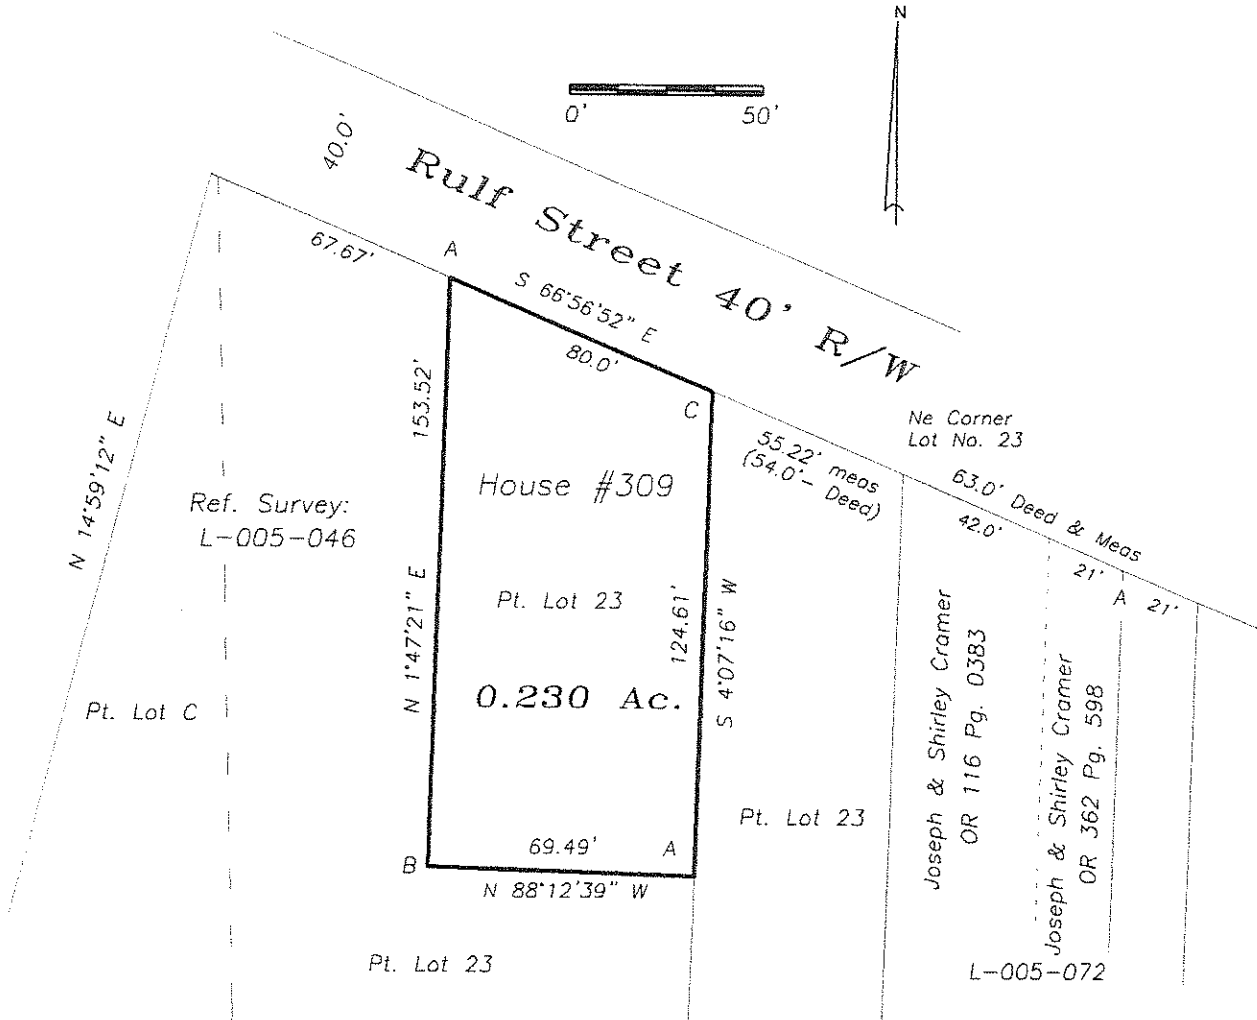 N
0'
50'
40.0'
Rulf Street 40' R/W
67.67'
A
S 66°56'52" E
80.0'
C
153.52'
N 14°59'12" E
Ref. Survey:
L-005-046
House #309
55.22' meas
(54.0'- Deed)
Ne Corner
Lot No. 23
63.0' Deed & Meas
42.0'
21'
A
21'
N 1°47'21" E
Pt. Lot 23
124.61'
S 4°07'16" W
0.230 Ac.
Pt. Lot C
Joseph & Shirley Cramer
OR 116 Pg. 0383
Joseph & Shirley Cramer
OR 362 Pg. 598
Pt. Lot 23
69.49'
A
B
N 88°12'39" W
Pt. Lot 23
L-005-072